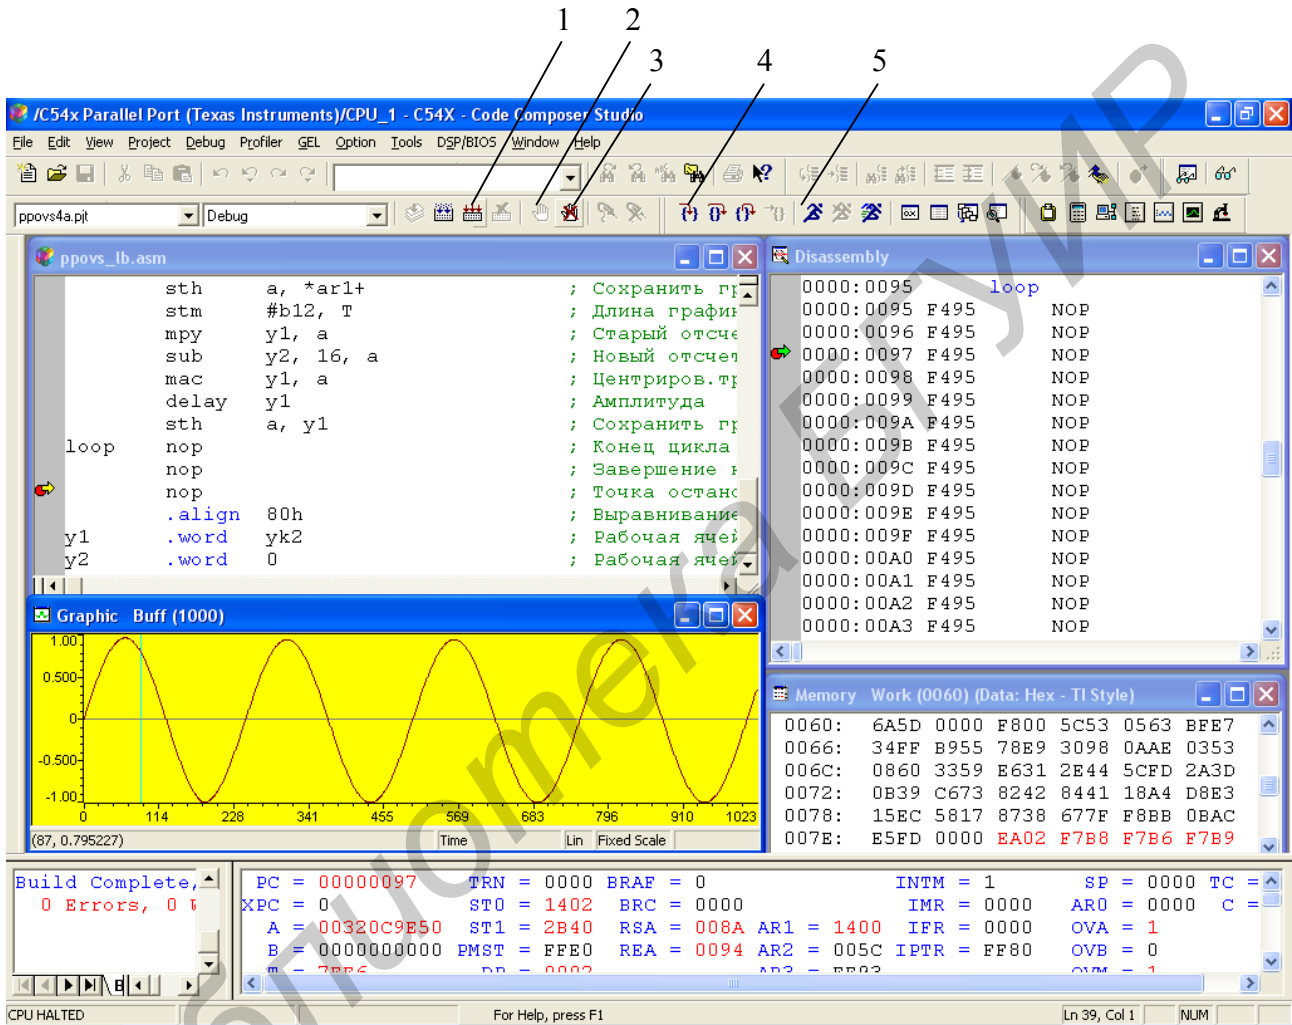 1 2
3 4 5
/C54x Parallel Port (Texas Instruments)/CPU_1 - C54X - Code Composer Studio
File Edit View Project Debug Profiler GEL Option Tools DSP/BIOS Window Help
ppovs4a.pjt Debug
ppovs_lb.asm
sth a, *ar1+ ; Сохранить гр
stm #b12, T ; Длина график
mpy y1, a ; Старый отсче
sub y2, 16, a ; Новый отсчет
mac y1, a ; Центриров.тр
delay y1 ; Амплитуда
sth a, y1 ; Сохранить гр
loop nop ; Конец цикла
nop ; Завершение
nop ; Точка остано
.align 80h ; Выравнивание
y1 .word yk2 ; Рабочая ячей
y2 .word 0 ; Рабочая ячей
Disassembly
0000:0095 loop
0000:0095 F495 NOP
0000:0096 F495 NOP
0000:0097 F495 NOP
0000:0098 F495 NOP
0000:0099 F495 NOP
0000:009A F495 NOP
0000:009B F495 NOP
0000:009C F495 NOP
0000:009D F495 NOP
0000:009E F495 NOP
0000:009F F495 NOP
0000:00A0 F495 NOP
0000:00A1 F495 NOP
0000:00A2 F495 NOP
0000:00A3 F495 NOP
Graphic Buff (1000)
1.00
0.500
0
-0.500
-1.00
0 114 228 341 455 569 683 796 910 1023
(87, 0.795227) Time Lin Fixed Scale
Memory Work (0060) (Data: Hex - TI Style)
0060: 6A5D 0000 F800 5C53 0563 BFE7
0066: 34FF B955 78E9 3098 0AAE 0353
006C: 0860 3359 E631 2E44 5CFD 2A3D
0072: 0B39 C673 8242 8441 18A4 D8E3
0078: 15EC 5817 8738 677F F8BB 0BAC
007E: E5FD 0000 EA02 F7B8 F7B6 F7B9
Build Complete,
0 Errors, 0
PC = 00000097 TRN = 0000 BRAF = 0 INTM = 1 SP = 0000 TC =
XPC = 0 ST0 = 1402 BRC = 0000 IMR = 0000 AR0 = 0000 C =
A = 00320C9E50 ST1 = 2B40 RSA = 008A AR1 = 1400 IFR = 0000 OVA = 1
B = 0000000000 PMST = FFE0 REA = 0094 AR2 = 005C IPTR = FF80 OVB = 0
CPU HALTED For Help, press F1 Ln 39, Col 1 NUM
библиотека БГУИР